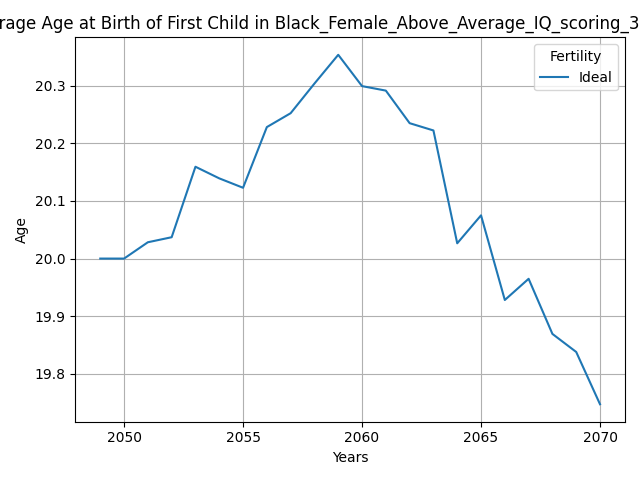 Age at Birth of First Child in Black_Female_Above_Average_IQ_scoring_3
Fertility
Ideal
20.3
20.2
20.1
20.0
19.9
19.8
Age
2050 2055 2060 2065 2070
Years